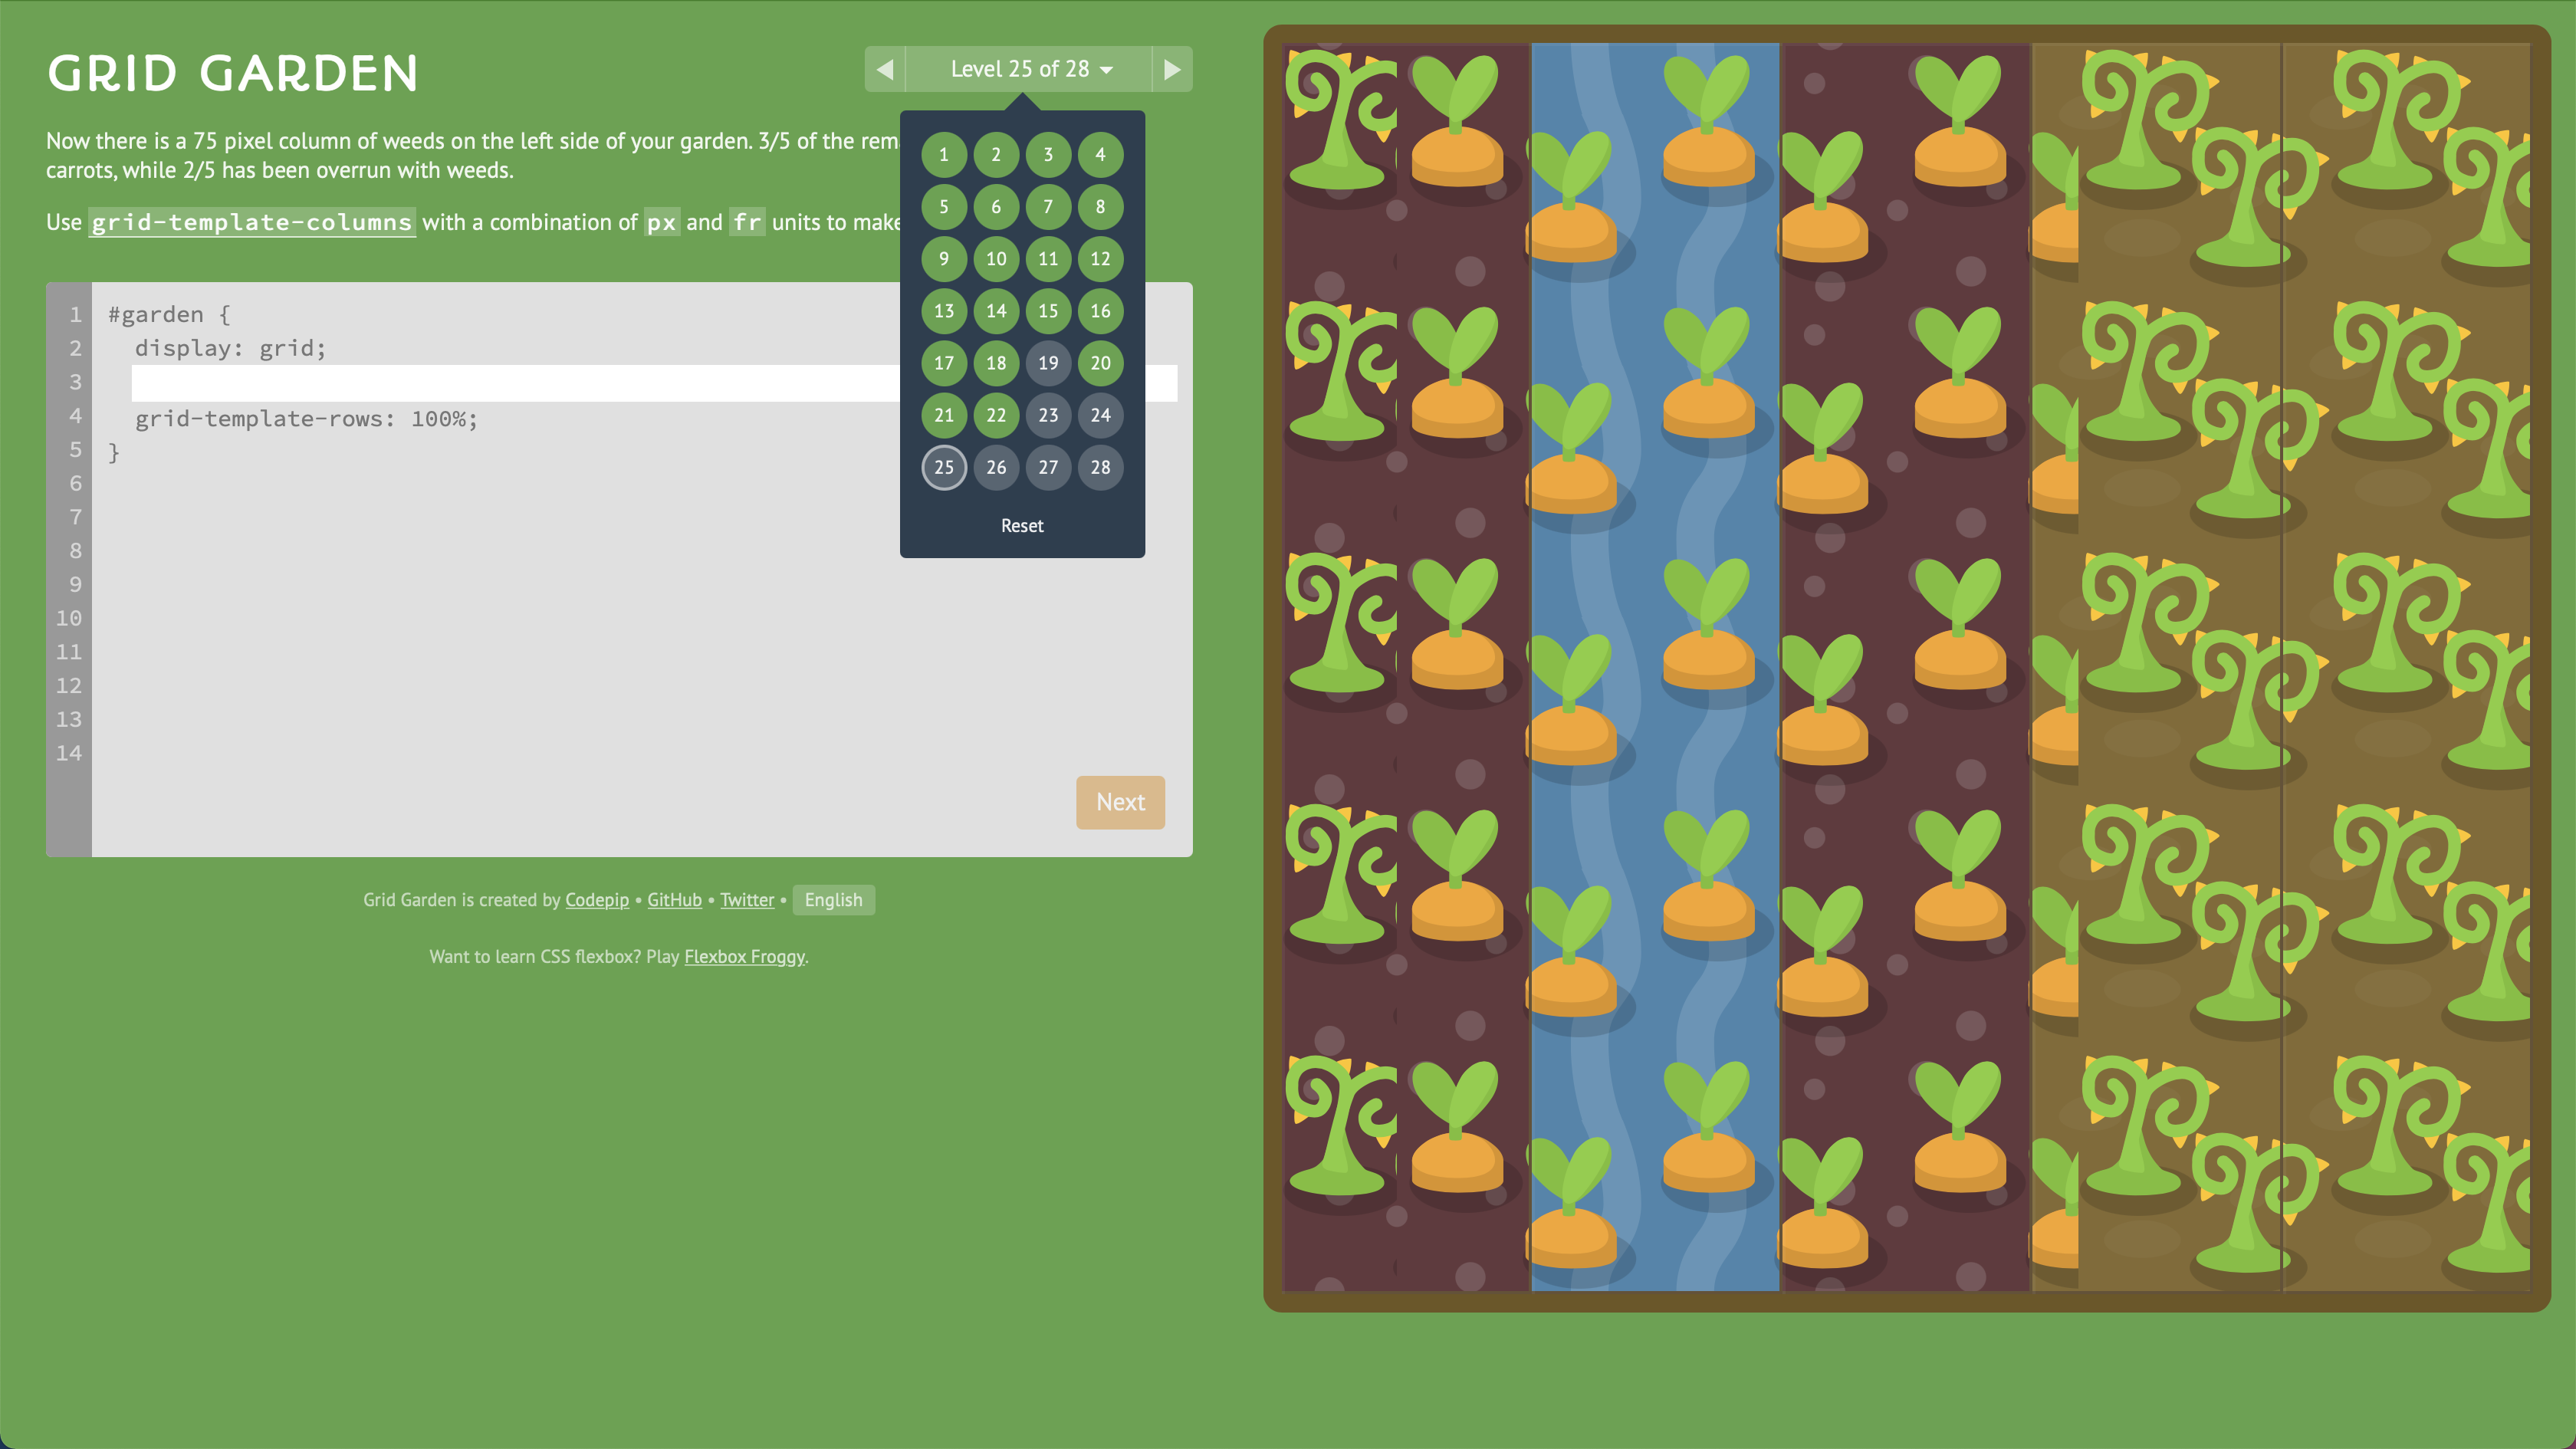 GRID GARDEN
Level 25 of 28
Now there is a 75 pixel column of weeds on the left side of your garden. 3/5 of the rem
carrots, while 2/5 has been overrun with weeds.
Use grid-template-columns with a combination of px and fr units to make
1 2 3 4
5 6 7 8
9 10 11 12
13 14 15 16
17 18 19 20
21 22 23 24
25 26 27 28
Reset
1 #garden {
2 display: grid;
3
4 grid-template-rows: 100%;
5 }
6
7
8
9
10
11
12
13
14
Next
Grid Garden is created by Codepip • GitHub • Twitter • English
Want to learn CSS flexbox? Play Flexbox Froggy.